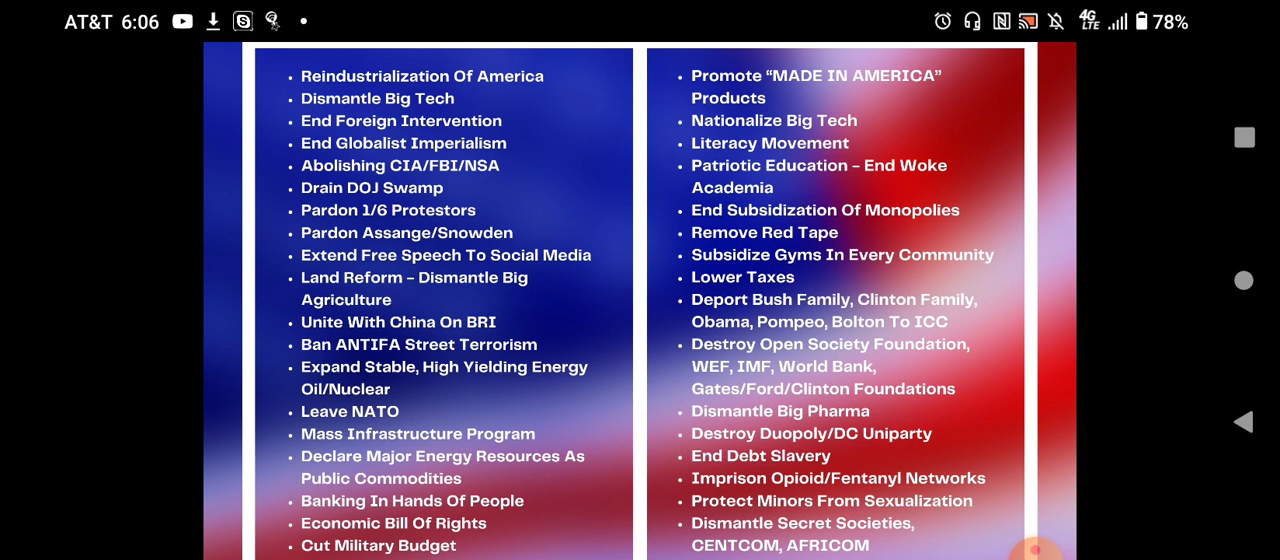 AT&T 6:06
4G
LTE
78%
• Reindustrialization Of America
• Dismantle Big Tech
• End Foreign Intervention
• End Globalist Imperialism
• Abolishing CIA/FBI/NSA
• Drain DOJ Swamp
• Pardon 1/6 Protestors
• Pardon Assange/Snowden
• Extend Free Speech To Social Media
• Land Reform – Dismantle Big
Agriculture
• Unite With China On BRI
• Ban ANTIFA Street Terrorism
• Expand Stable, High Yielding Energy
Oil/Nuclear
• Leave NATO
• Mass Infrastructure Program
• Declare Major Energy Resources As
Public Commodities
• Banking In Hands Of People
• Economic Bill Of Rights
• Cut Military Budget
• Promote “MADE IN AMERICA”
Products
• Nationalize Big Tech
• Literacy Movement
• Patriotic Education – End Woke
Academia
• End Subsidization Of Monopolies
• Remove Red Tape
• Subsidize Gyms In Every Community
• Lower Taxes
• Deport Bush Family, Clinton Family,
Obama, Pompeo, Bolton To ICC
• Destroy Open Society Foundation,
WEF, IMF, World Bank,
Gates/Ford/Clinton Foundations
• Dismantle Big Pharma
• Destroy Duopoly/DC Uniparty
• End Debt Slavery
• Imprison Opioid/Fentanyl Networks
• Protect Minors From Sexualization
• Dismantle Secret Societies,
CENTCOM, AFRICOM